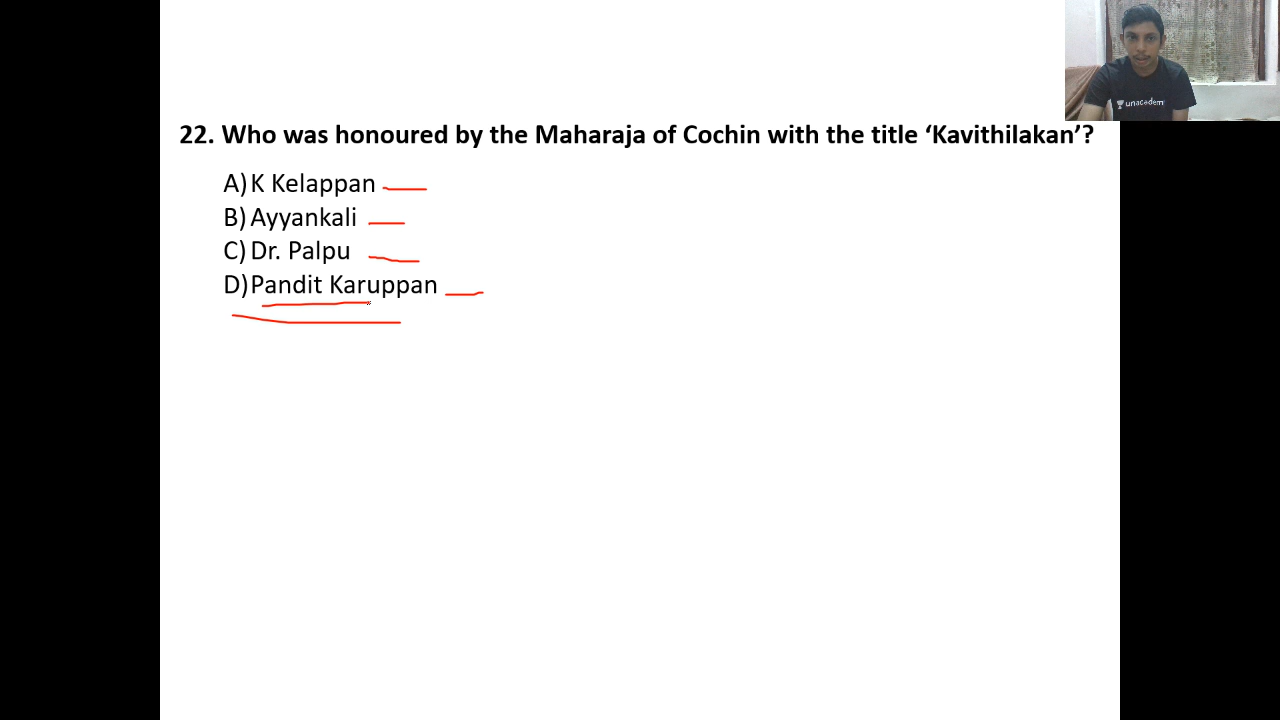 22. Who was honoured by the Maharaja of Cochin with the title ‘Kavithilakan’?
A) K Kelappan
B) Ayyankali
C) Dr. Palpu
D) Pandit Karuppan
unacademy